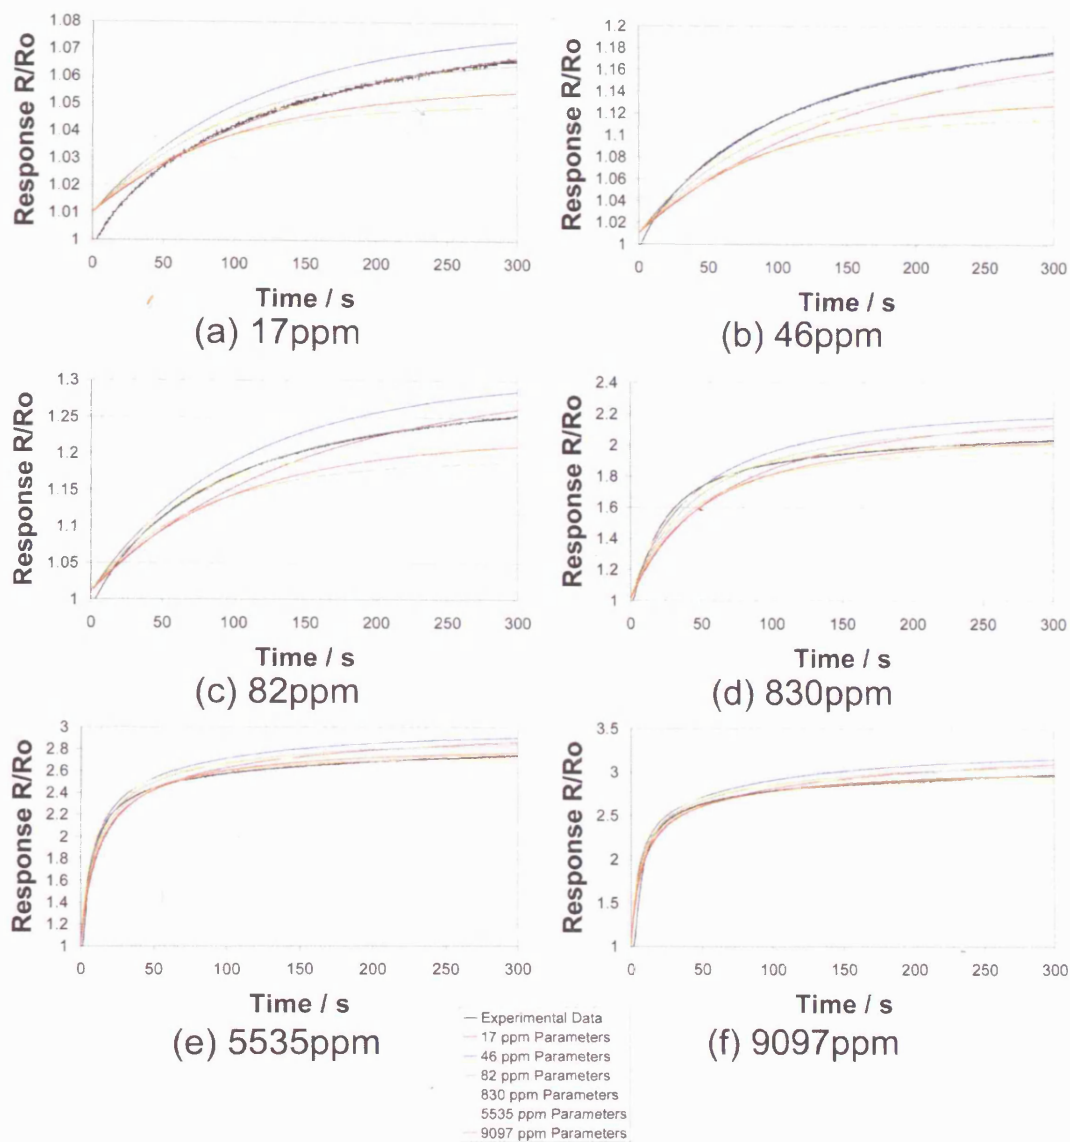 1.08
1.07
1.06
1.05
1.04
1.03
1.02
1.01
1
Response R/Ro
0 50 100 150 200 250 300
Time / s
(a) 17ppm
1.2
1.18
1.16
1.14
1.12
1.1
1.08
1.06
1.04
1.02
1
Response R/Ro
0 50 100 150 200 250 300
Time / s
(b) 46ppm
1.3
1.25
1.2
1.15
1.1
1.05
1
Response R/Ro
0 50 100 150 200 250 300
Time / s
(c) 82ppm
2.4
2.2
2
1.8
1.6
1.4
1.2
1
Response R/Ro
0 50 100 150 200 250 300
Time / s
(d) 830ppm
3
2.8
2.6
2.4
2.2
2
1.8
1.6
1.4
1.2
1
Response R/Ro
0 50 100 150 200 250 300
Time / s
(e) 5535ppm
3.5
3
2.5
2
1.5
1
Response R/Ro
0 50 100 150 200 250 300
Time / s
(f) 9097ppm
Experimental Data
17 ppm Parameters
46 ppm Parameters
82 ppm Parameters
830 ppm Parameters
5535 ppm Parameters
9097 ppm Parameters